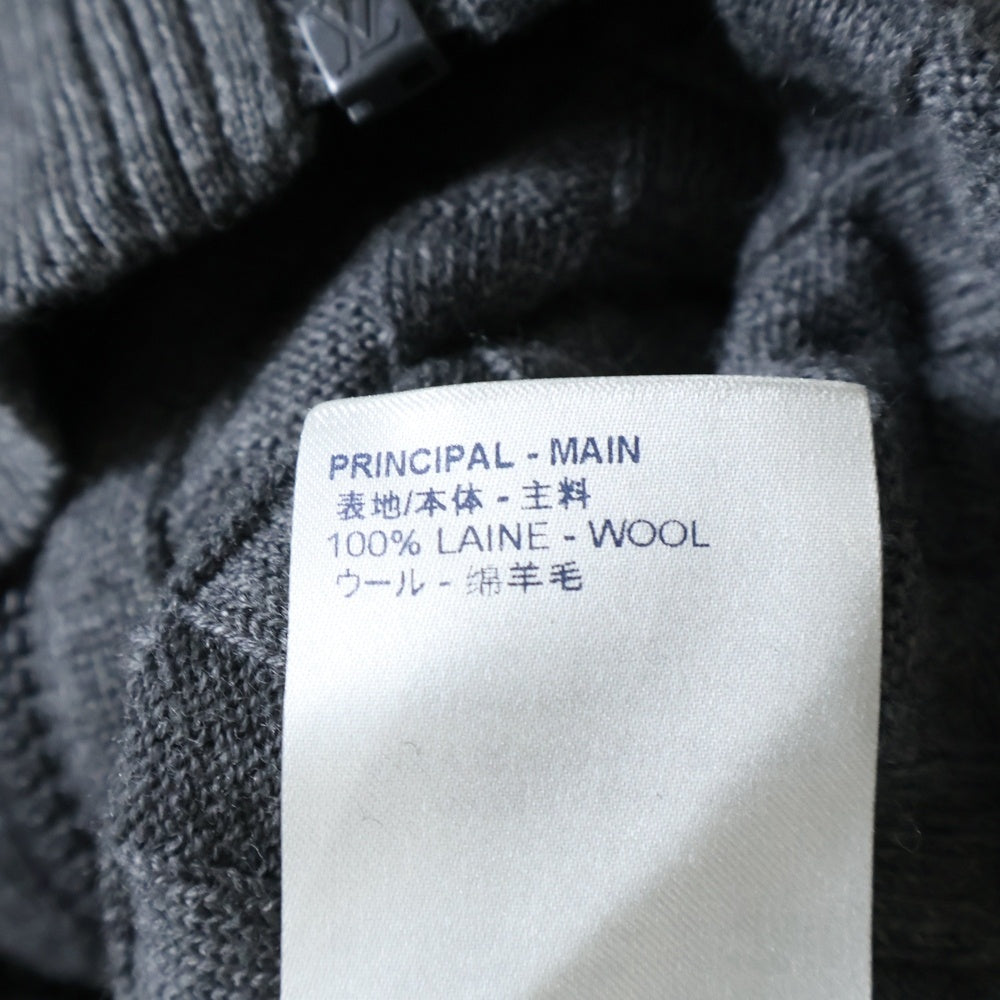 PRINCIPAL - MAIN
表地/本体 - 主料
100% LAINE - WOOL
ウール - 绵羊毛